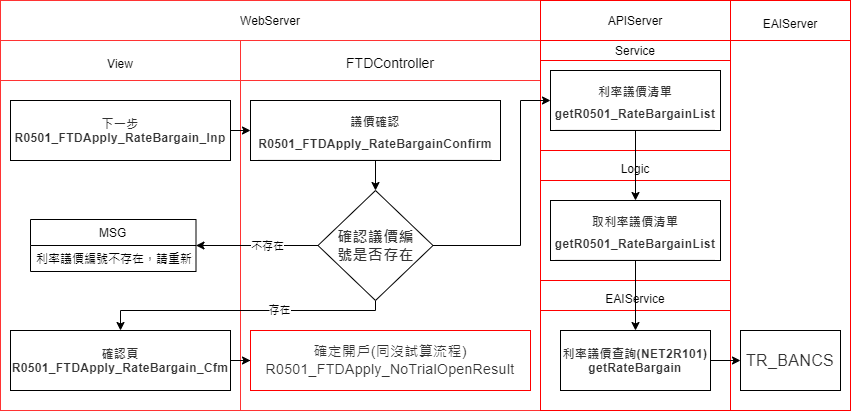 WebServer
APIServer
EAIServer
View
FTDController
Service
下一步
R0501_FTDApply_RateBargain_Inp
議價確認
R0501_FTDApply_RateBargainConfirm
利率議價清單
getR0501_RateBargainList
Logic
MSG
利率議價編號不存在，請重新
不存在
確認議價編
號是否存在
取利率議價清單
getR0501_RateBargainList
存在
EAIService
確認頁
R0501_FTDApply_RateBargain_Cfm
確定開戶(同沒試算流程)
R0501_FTDApply_NoTrialOpenResult
利率議價查詢(NET2R101)
getRateBargain
TR_BANCS